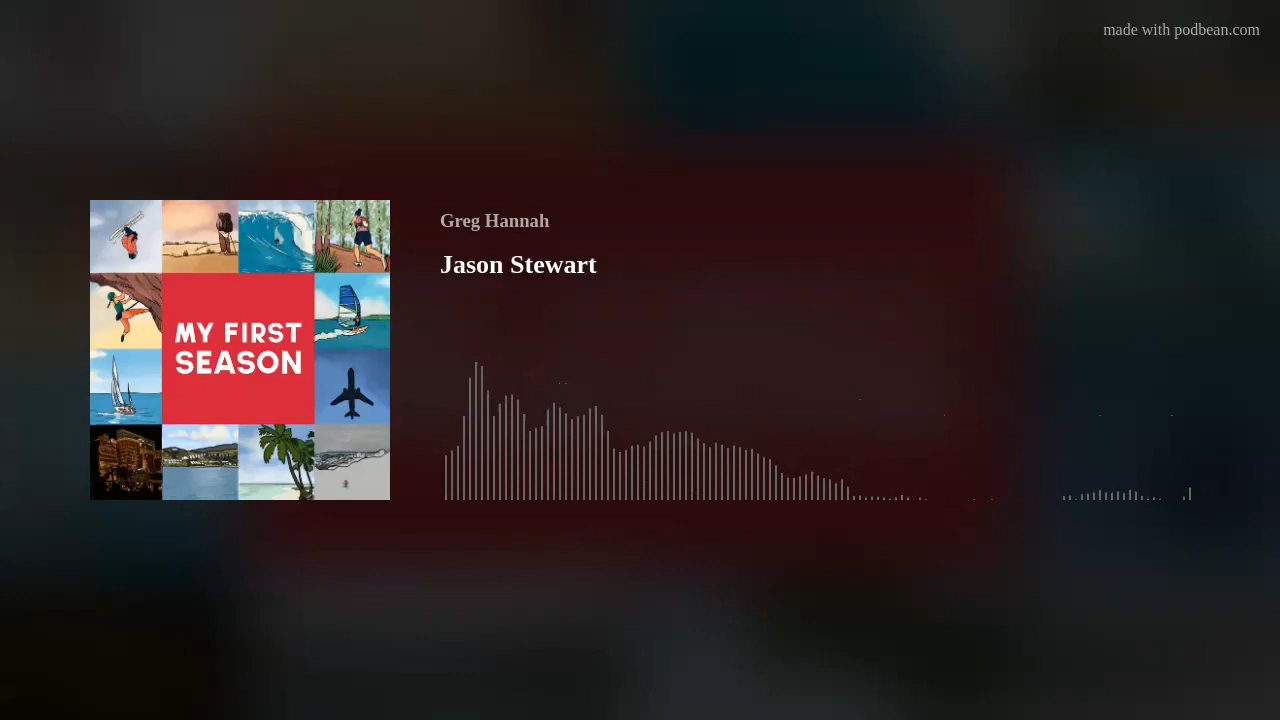 made with podbean.com
Greg Hannah
Jason Stewart
MY FIRST
SEASON